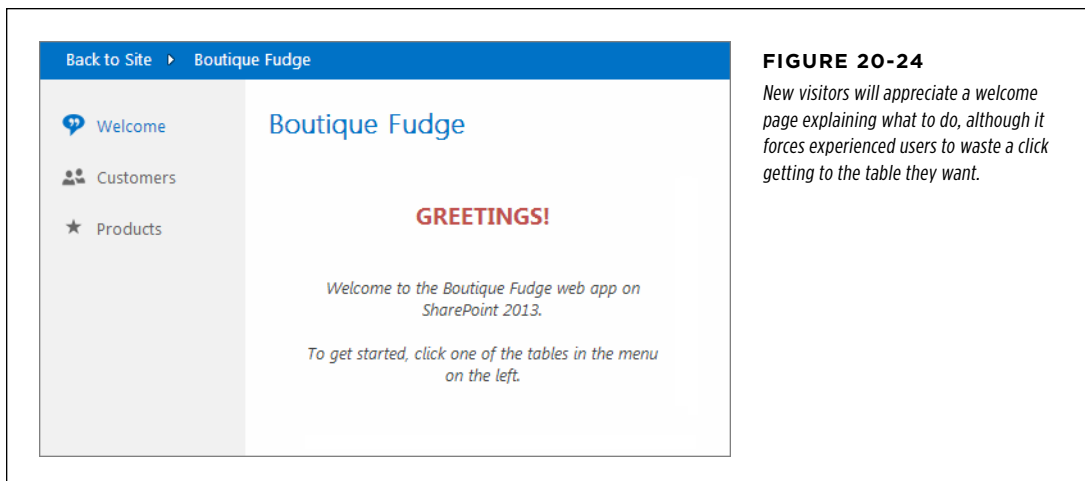 Back to Site Boutique Fudge
Welcome
Customers
Products
Boutique Fudge
GREETINGS!
Welcome to the Boutique Fudge web app on
SharePoint 2013.
To get started, click one of the tables in the menu
on the left.
FIGURE 20-24
New visitors will appreciate a welcome
page explaining what to do, although it
forces experienced users to waste a click
getting to the table they want.